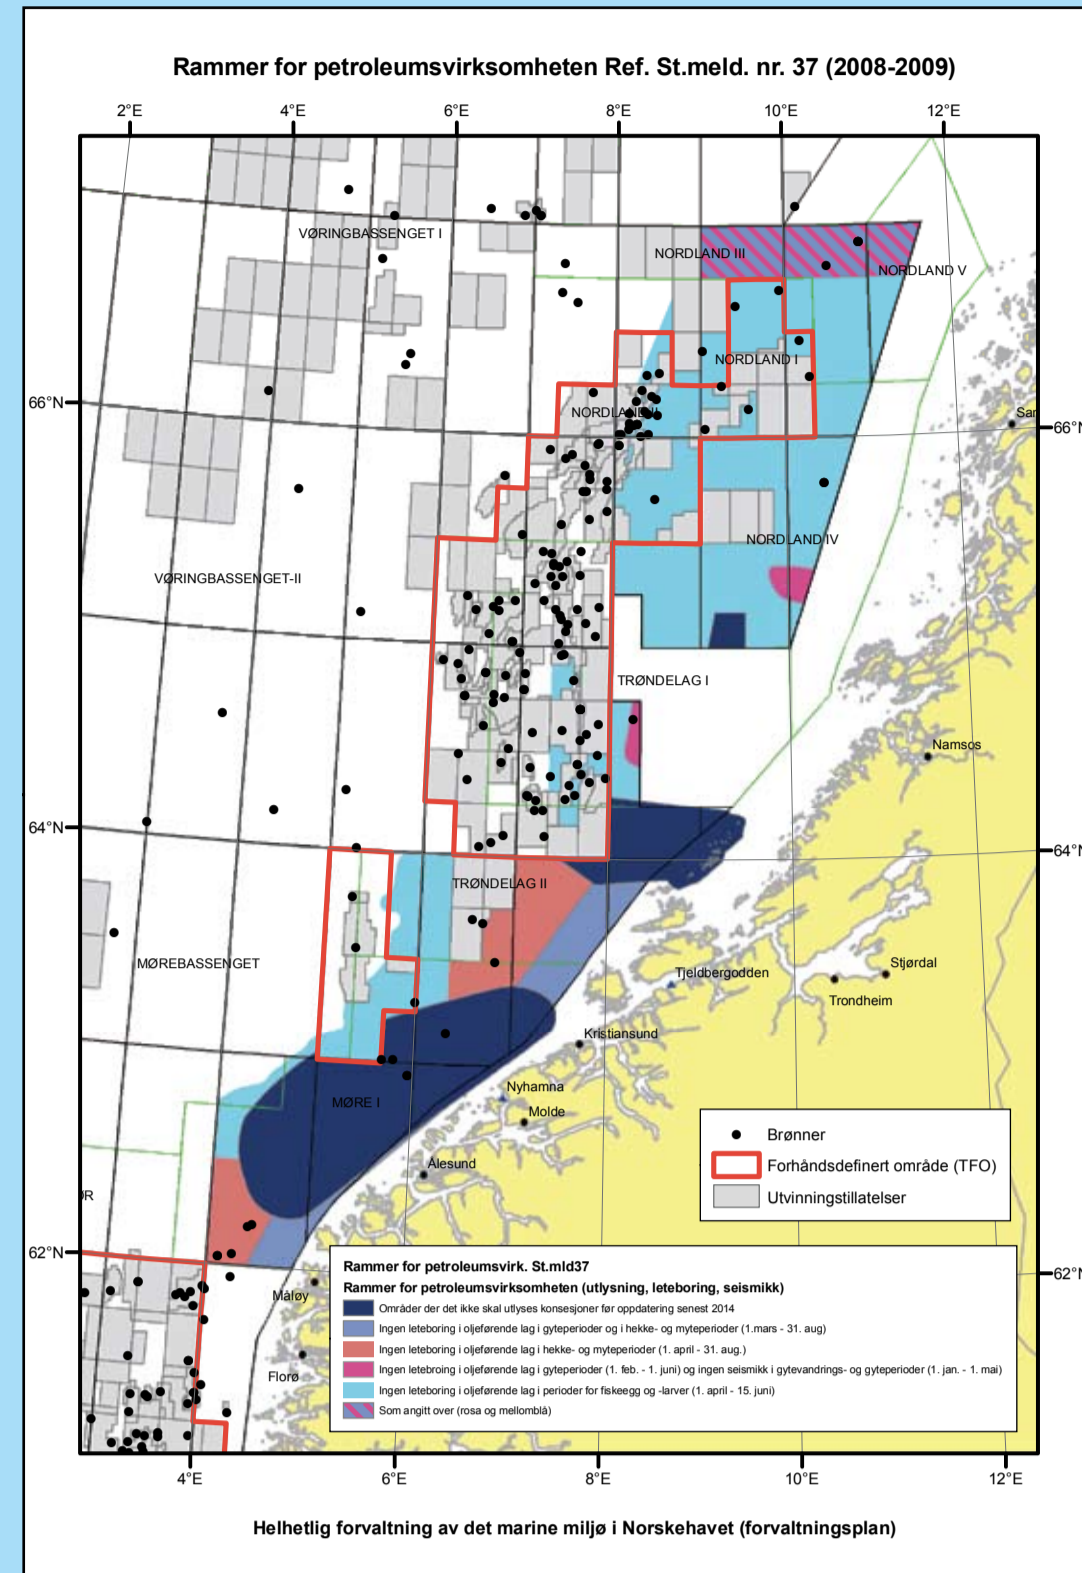 Rammer for petroleumsvirksomheten Ref. St.meld. nr. 37 (2008-2009)
2°E 4°E 6°E 8°E 10°E 12°E
VØRINGBASSENGET I
NORDLAND III
NORDLAND V
NORDLAND I
66°N
NORDLAND II
66°N
NORDLAND IV
VØRINGBASSENGET-II
TRØNDELAG I
Namsos
64°N
64°N
TRØNDELAG II
MØREBASSENGET
Tjeldbergodden
Stjørdal
Trondheim
Kristiansund
Nyhamna
MØRE I
Molde
Ålesund
Brønner
Forhåndsdefinert område (TFO)
Utvinningstillatelser
62°N
62°N
Måløy
Florø
Rammer for petroleumsvirk. St.mld37
Rammer for petroleumsvirksomheten (utlysning, leteboring, seismikk)
Områder der det ikke skal utlyses konsesjoner før oppdatering senest 2014
Ingen leteboring i oljeførende lag i gyteperioder og i hekke- og myteperioder (1.mars - 31. aug)
Ingen leteboring i oljeførende lag i hekke- og myteperioder (1. april - 31. aug.)
Ingen letebroring i oljeførende lag i gyteperioder (1. feb. - 1. juni) og ingen seismikk i gytevandrings- og gyteperioder (1. jan. - 1. mai)
Ingen leteboring i oljeførende lag i perioder for fiskeegg og -larver (1. april - 15. juni)
Som angitt over (rosa og mellomblå)
4°E 6°E 8°E 10°E 12°E
Helhetlig forvaltning av det marine miljø i Norskehavet (forvaltningsplan)